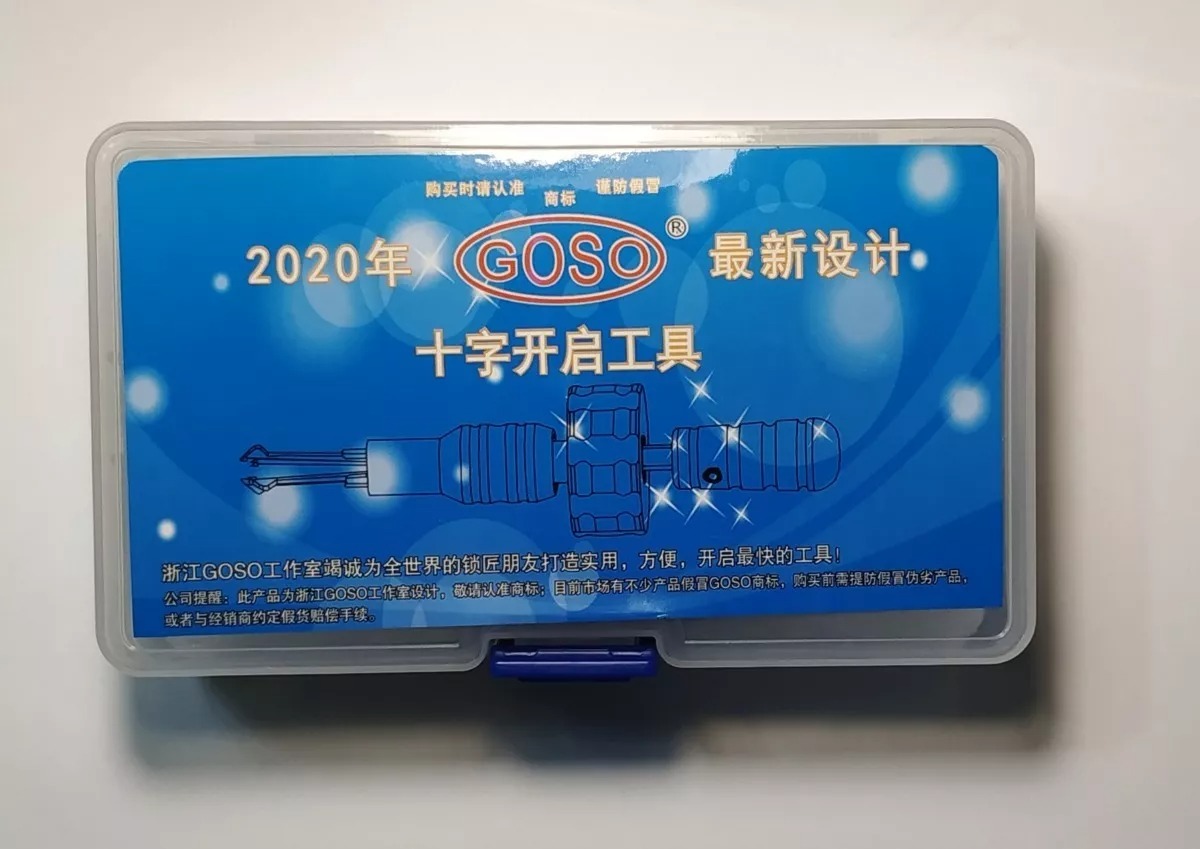 购买时请认准 商标 谨防假冒
2020年 GOSO® 最新设计
十字开启工具
浙江GOSO工作室竭诚为全世界的锁匠朋友打造实用，方便，开启最快的工具！
公司提醒：此产品为浙江GOSO工作室设计，敬请认准商标；目前市场有不少产品假冒GOSO商标，购买前需提防假冒伪劣产品，
或者与经销商约定假货赔偿手续。